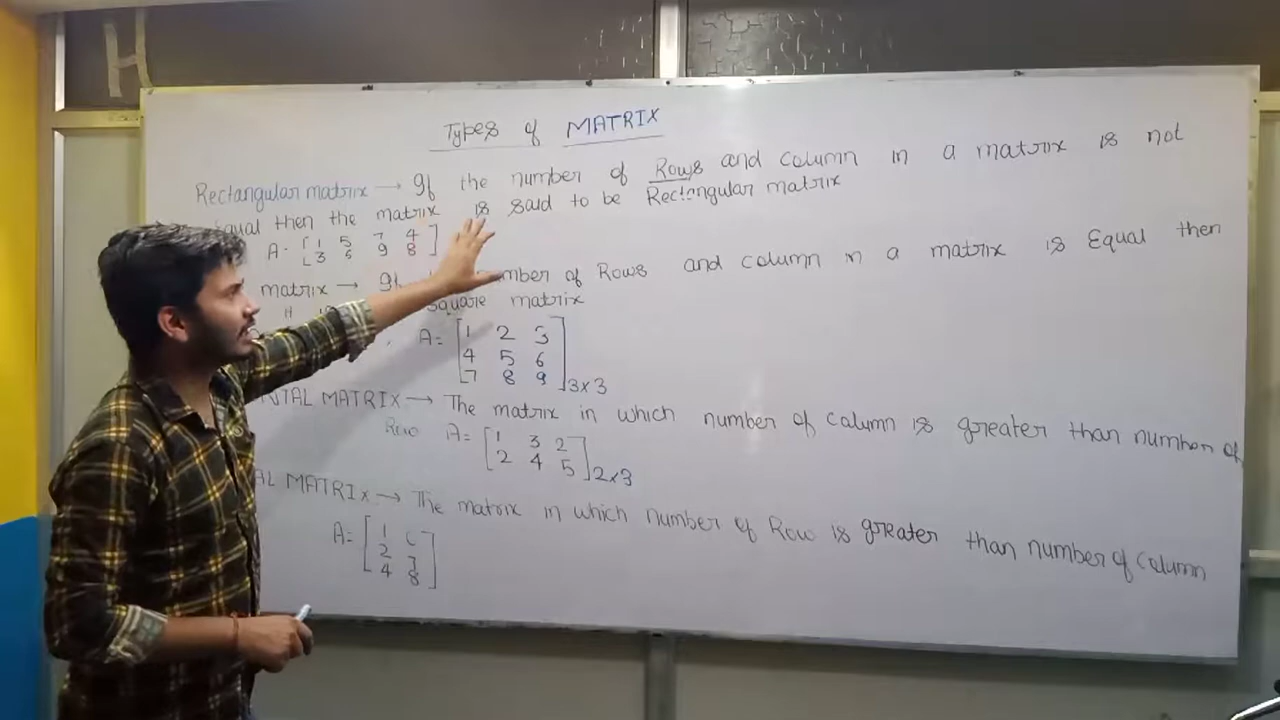 H
Types of MATRIX
Rectangular matrix → If the number of Rows and column in a matrix is not
equal then the matrix is said to be Rectangular matrix
A = [ 1 5 7 4
3 5 9 8 ]
matrix → If number of Rows and column in a matrix is Equal then
square matrix
A = [ 1 2 3
4 5 6
7 8 9 ] 3x3
MATRIX → The matrix in which number of column is greater than number of
Row A = [ 1 3 2
2 4 5 ] 2x3
MATRIX → The matrix in which number of Row is greater than number of column
A = [ 1
2 7
4 8 ]